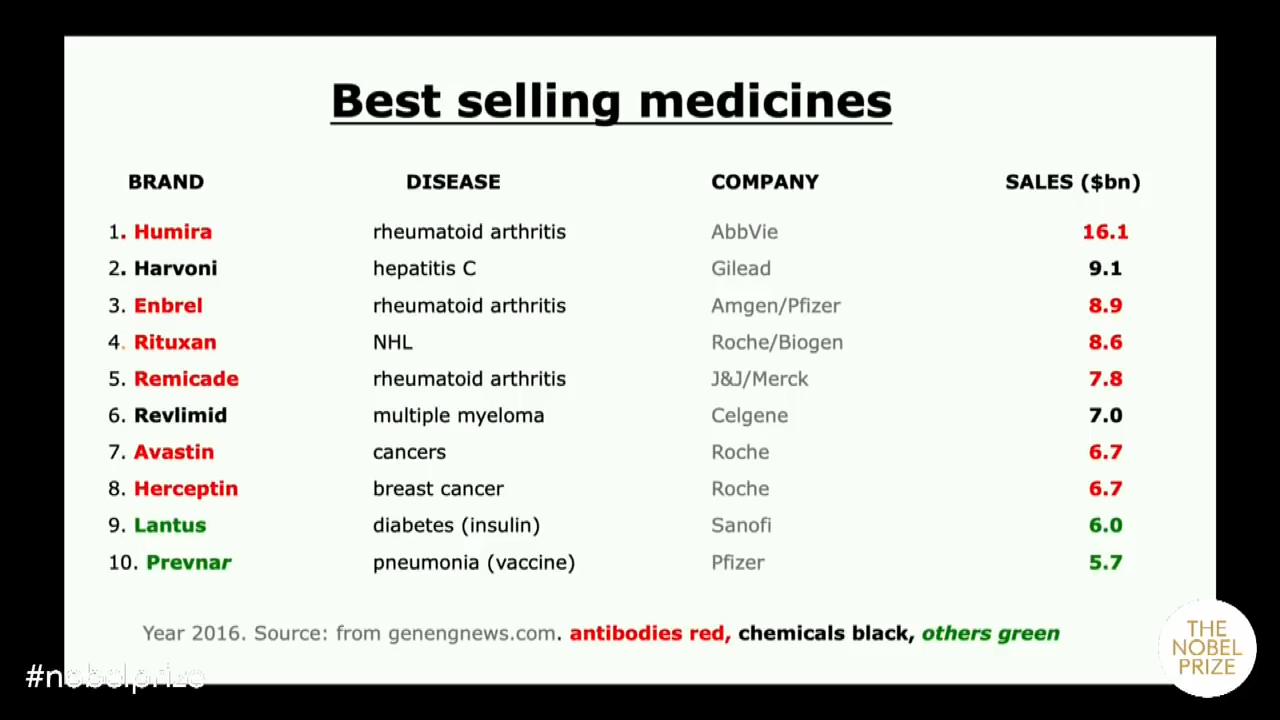 Best selling medicines
BRAND DISEASE COMPANY SALES ($bn)
1. Humira rheumatoid arthritis AbbVie 16.1
2. Harvoni hepatitis C Gilead 9.1
3. Enbrel rheumatoid arthritis Amgen/Pfizer 8.9
4. Rituxan NHL Roche/Biogen 8.6
5. Remicade rheumatoid arthritis J&J/Merck 7.8
6. Revlimid multiple myeloma Celgene 7.0
7. Avastin cancers Roche 6.7
8. Herceptin breast cancer Roche 6.7
9. Lantus diabetes (insulin) Sanofi 6.0
10. Prevnar pneumonia (vaccine) Pfizer 5.7
Year 2016. Source: from genengnews.com. antibodies red, chemicals black, others green
#nobelprize
THE
NOBEL
PRIZE